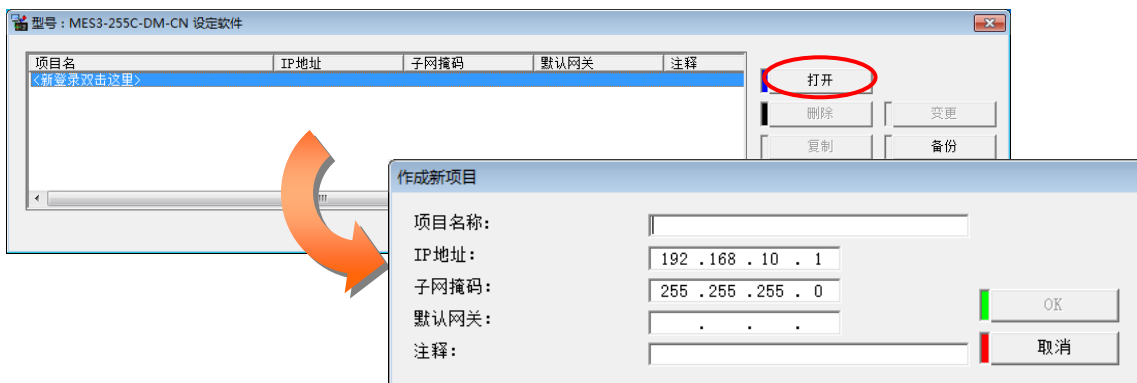 型号：MES3-255C-DM-CN 设定软件
项目名 IP地址 子网掩码 默认网关 注释
<新登录双击这里>
打开
删除 变更
复制 备份
作成新项目
项目名称:
IP地址: 192 .168 . 10 . 1
子网掩码: 255 .255 .255 . 0
默认网关: . . .
注释:
OK
取消